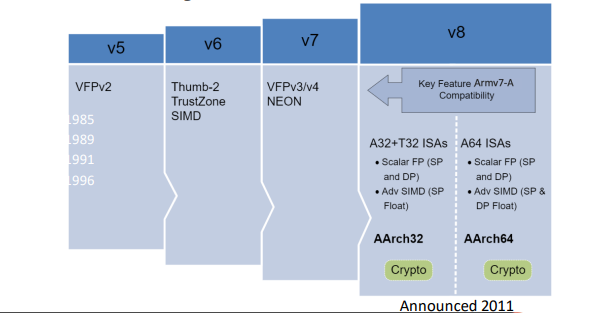 v5
v6
v7
v8
VFPv2
1985
1989
1991
1996
Thumb-2
TrustZone
SIMD
VFPv3/v4
NEON
Key Feature Armv7-A
Compatibility
A32+T32 ISAs
• Scalar FP (SP
and DP)
• Adv SIMD (SP
Float)
AArch32
Crypto
A64 ISAs
• Scalar FP (SP
and DP)
• Adv SIMD (SP &
DP Float)
AArch64
Crypto
Announced 2011